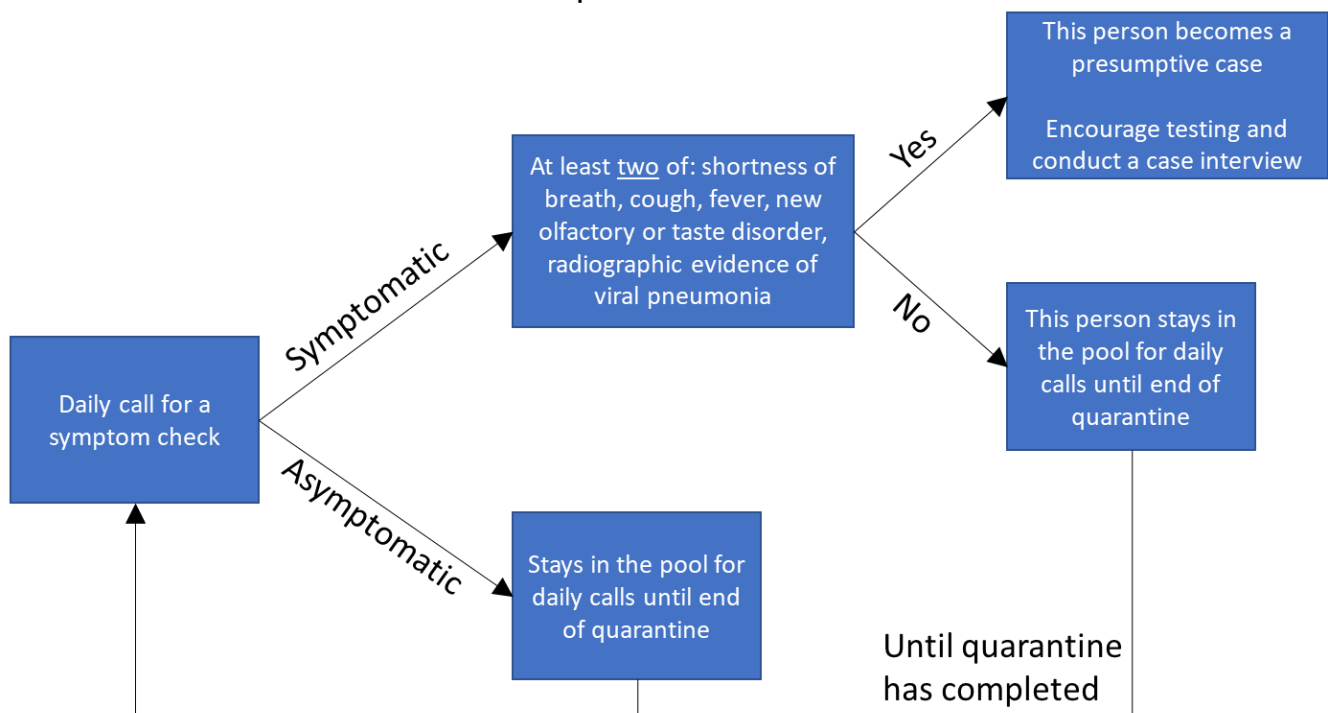 This person becomes a
presumptive case
Encourage testing and
conduct a case interview
Yes
At least two of: shortness of
breath, cough, fever, new
olfactory or taste disorder,
radiographic evidence of
viral pneumonia
Symptomatic
No
This person stays in
the pool for daily
calls until end of
quarantine
Daily call for a
symptom check
Asymptomatic
Stays in the pool for
daily calls until end
of quarantine
Until quarantine
has completed